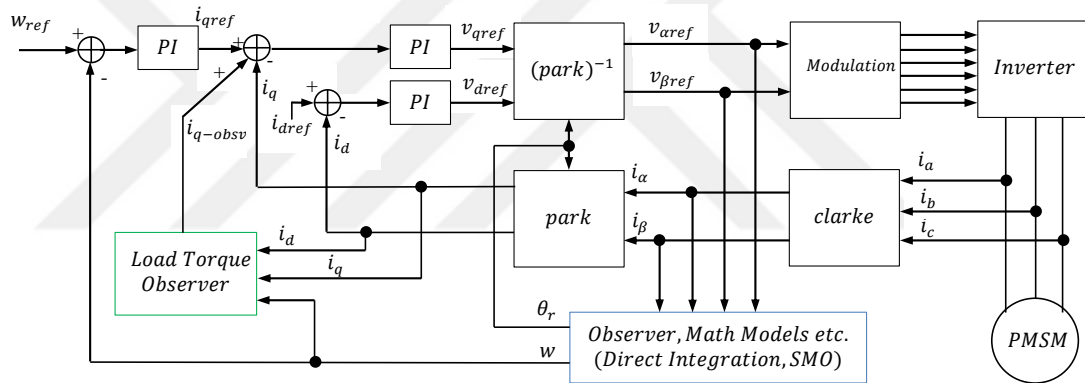 w_ref
+
-
PI
i_qref
+
+
-
i_q
PI
v_qref
(park)^-1
v_αref
v_βref
Modulation
Inverter
+
-
i_dref
PI
v_dref
i_q-obsv
i_d
i_α
i_β
park
clarke
i_a
i_b
i_c
Load Torque
Observer
i_d
i_q
θ_r
w
Observer, Math Models etc.
(Direct Integration, SMO)
PMSM